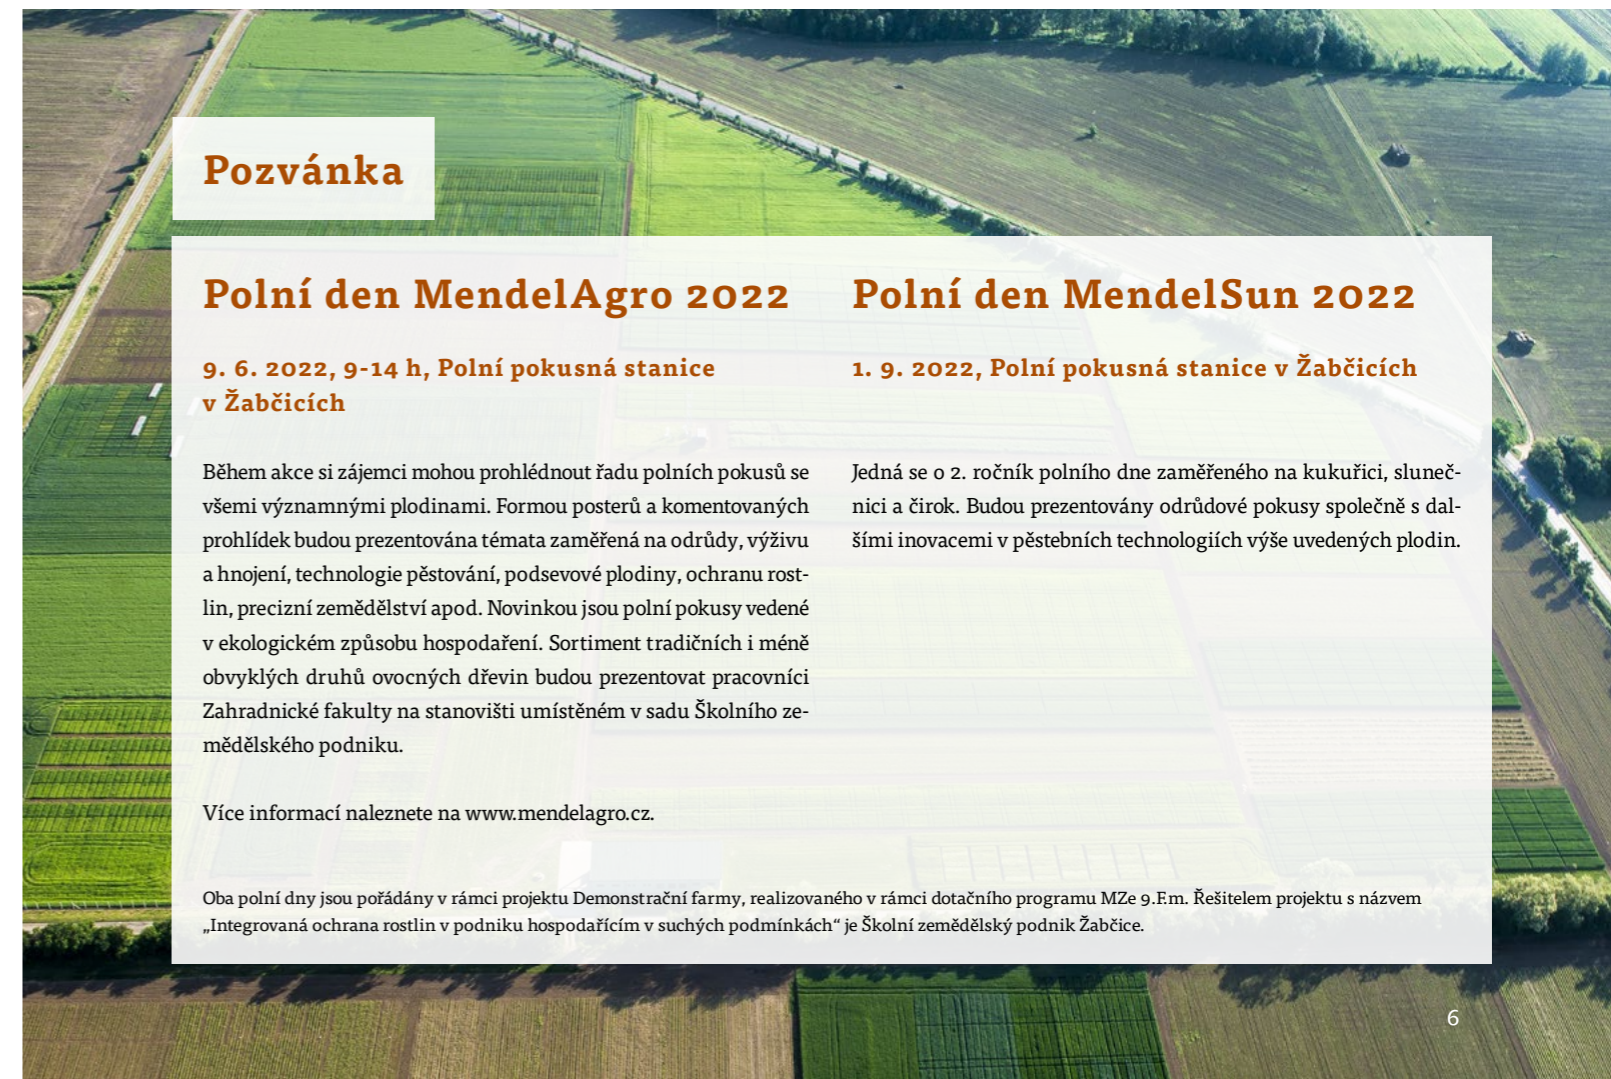 Pozvánka
Polní den MendelAgro 2022
9. 6. 2022, 9-14 h, Polní pokusná stanice
v Žabčicích
Během akce si zájemci mohou prohlédnout řadu polních pokusů se
všemi významnými plodinami. Formou posterů a komentovaných
prohlídek budou prezentována témata zaměřená na odrůdy, výživu
a hnojení, technologie pěstování, podsevové plodiny, ochranu rost-
lin, precizní zemědělství apod. Novinkou jsou polní pokusy vedené
v ekologickém způsobu hospodaření. Sortiment tradičních i méně
obvyklých druhů ovocných dřevin budou prezentovat pracovníci
Zahradnické fakulty na stanovišti umístěném v sadu Školního ze-
mědělského podniku.
Více informací naleznete na www.mendelagro.cz.
Polní den MendelSun 2022
1. 9. 2022, Polní pokusná stanice v Žabčicích
Jedná se o 2. ročník polního dne zaměřeného na kukuřici, sluneč-
nici a čirok. Budou prezentovány odrůdové pokusy společně s dal-
šími inovacemi v pěstebních technologiích výše uvedených plodin.
Oba polní dny jsou pořádány v rámci projektu Demonstrační farmy, realizovaného v rámci dotačního programu MZe 9.F.m. Řešitelem projektu s názvem
„Integrovaná ochrana rostlin v podniku hospodařícím v suchých podmínkách“ je Školní zemědělský podnik Žabčice.
6